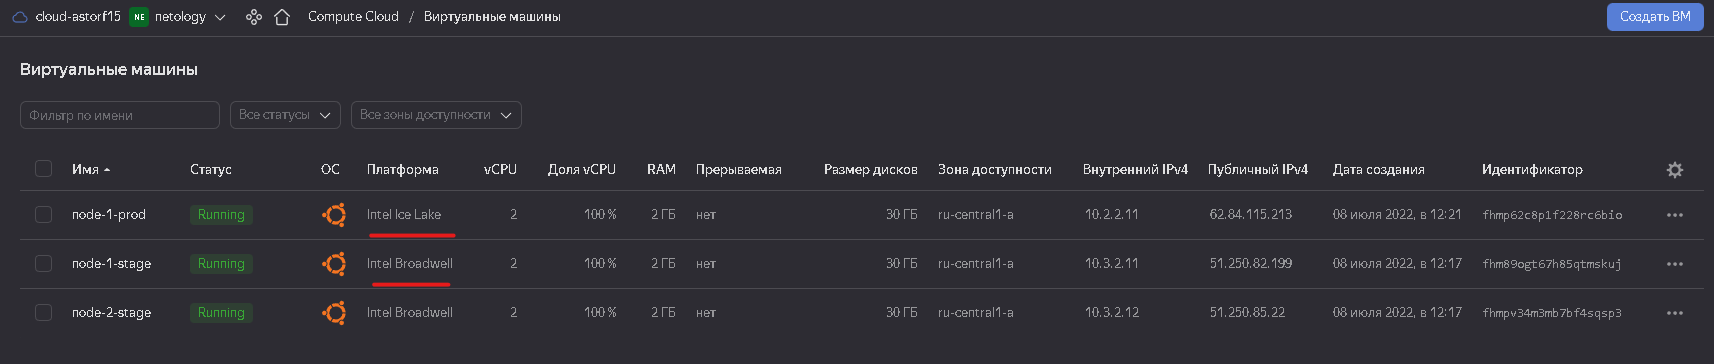 cloud-astorf15 NE netology Compute Cloud / Виртуальные машины Создать ВМ
Виртуальные машины
Фильтр по имени Все статусы Все зоны доступности
Имя Статус ОС Платформа vCPU Доля vCPU RAM Прерываемая Размер дисков Зона доступности Внутренний IPv4 Публичный IPv4 Дата создания Идентификатор
node-1-prod Running Intel Ice Lake 2 100 % 2 ГБ нет 30 ГБ ru-central1-a 10.2.2.11 62.84.115.213 08 июля 2022, в 12:21 fhmp62c8p1f228rc6bio
node-1-stage Running Intel Broadwell 2 100 % 2 ГБ нет 30 ГБ ru-central1-a 10.3.2.11 51.250.82.199 08 июля 2022, в 12:17 fhm89ogt67h85qtmskuj
node-2-stage Running Intel Broadwell 2 100 % 2 ГБ нет 30 ГБ ru-central1-a 10.3.2.12 51.250.85.22 08 июля 2022, в 12:17 fhmpv34m3mb7bf4sqsp3